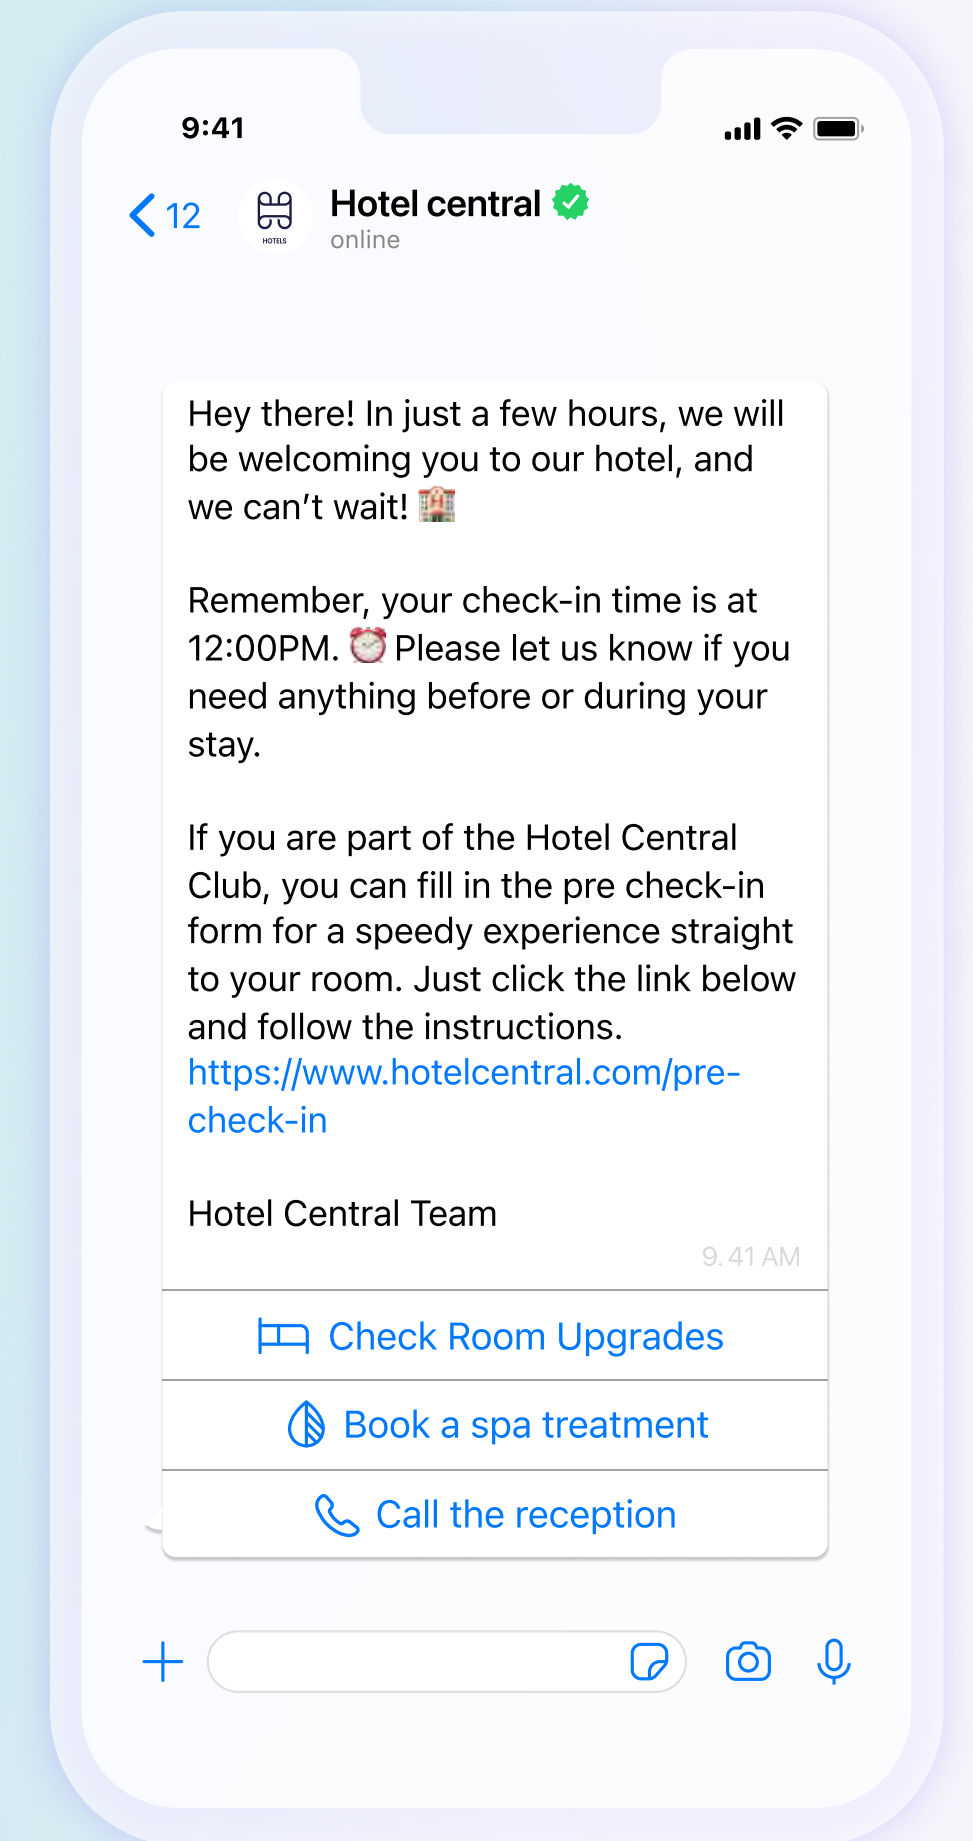 9:41
12
HOTELS
Hotel central
online
Hey there! In just a few hours, we will
be welcoming you to our hotel, and
we can’t wait! 🏨
Remember, your check-in time is at
12:00PM. ⏰ Please let us know if you
need anything before or during your
stay.
If you are part of the Hotel Central
Club, you can fill in the pre check-in
form for a speedy experience straight
to your room. Just click the link below
and follow the instructions.
https://www.hotelcentral.com/pre-
check-in
Hotel Central Team
9. 41 AM
Check Room Upgrades
Book a spa treatment
Call the reception